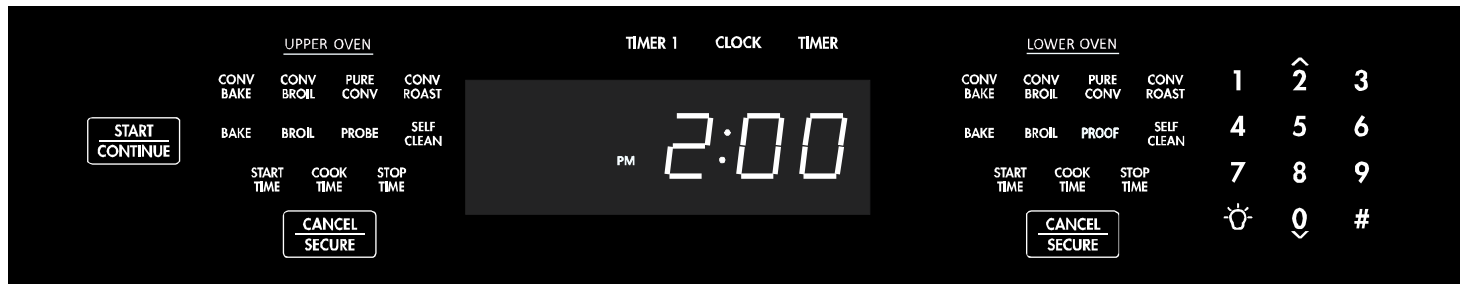 UPPER OVEN
TIMER 1 CLOCK TIMER
LOWER OVEN
CONV BAKE
CONV BROIL
PURE CONV
CONV ROAST
START
CONTINUE
BAKE BROIL PROBE SELF CLEAN
START TIME
COOK TIME
STOP TIME
CANCEL
SECURE
PM 2:00
CONV BAKE
CONV BROIL
PURE CONV
CONV ROAST
BAKE BROIL PROOF SELF CLEAN
START TIME
COOK TIME
STOP TIME
CANCEL
SECURE
1 2 3
4 5 6
7 8 9
0 #